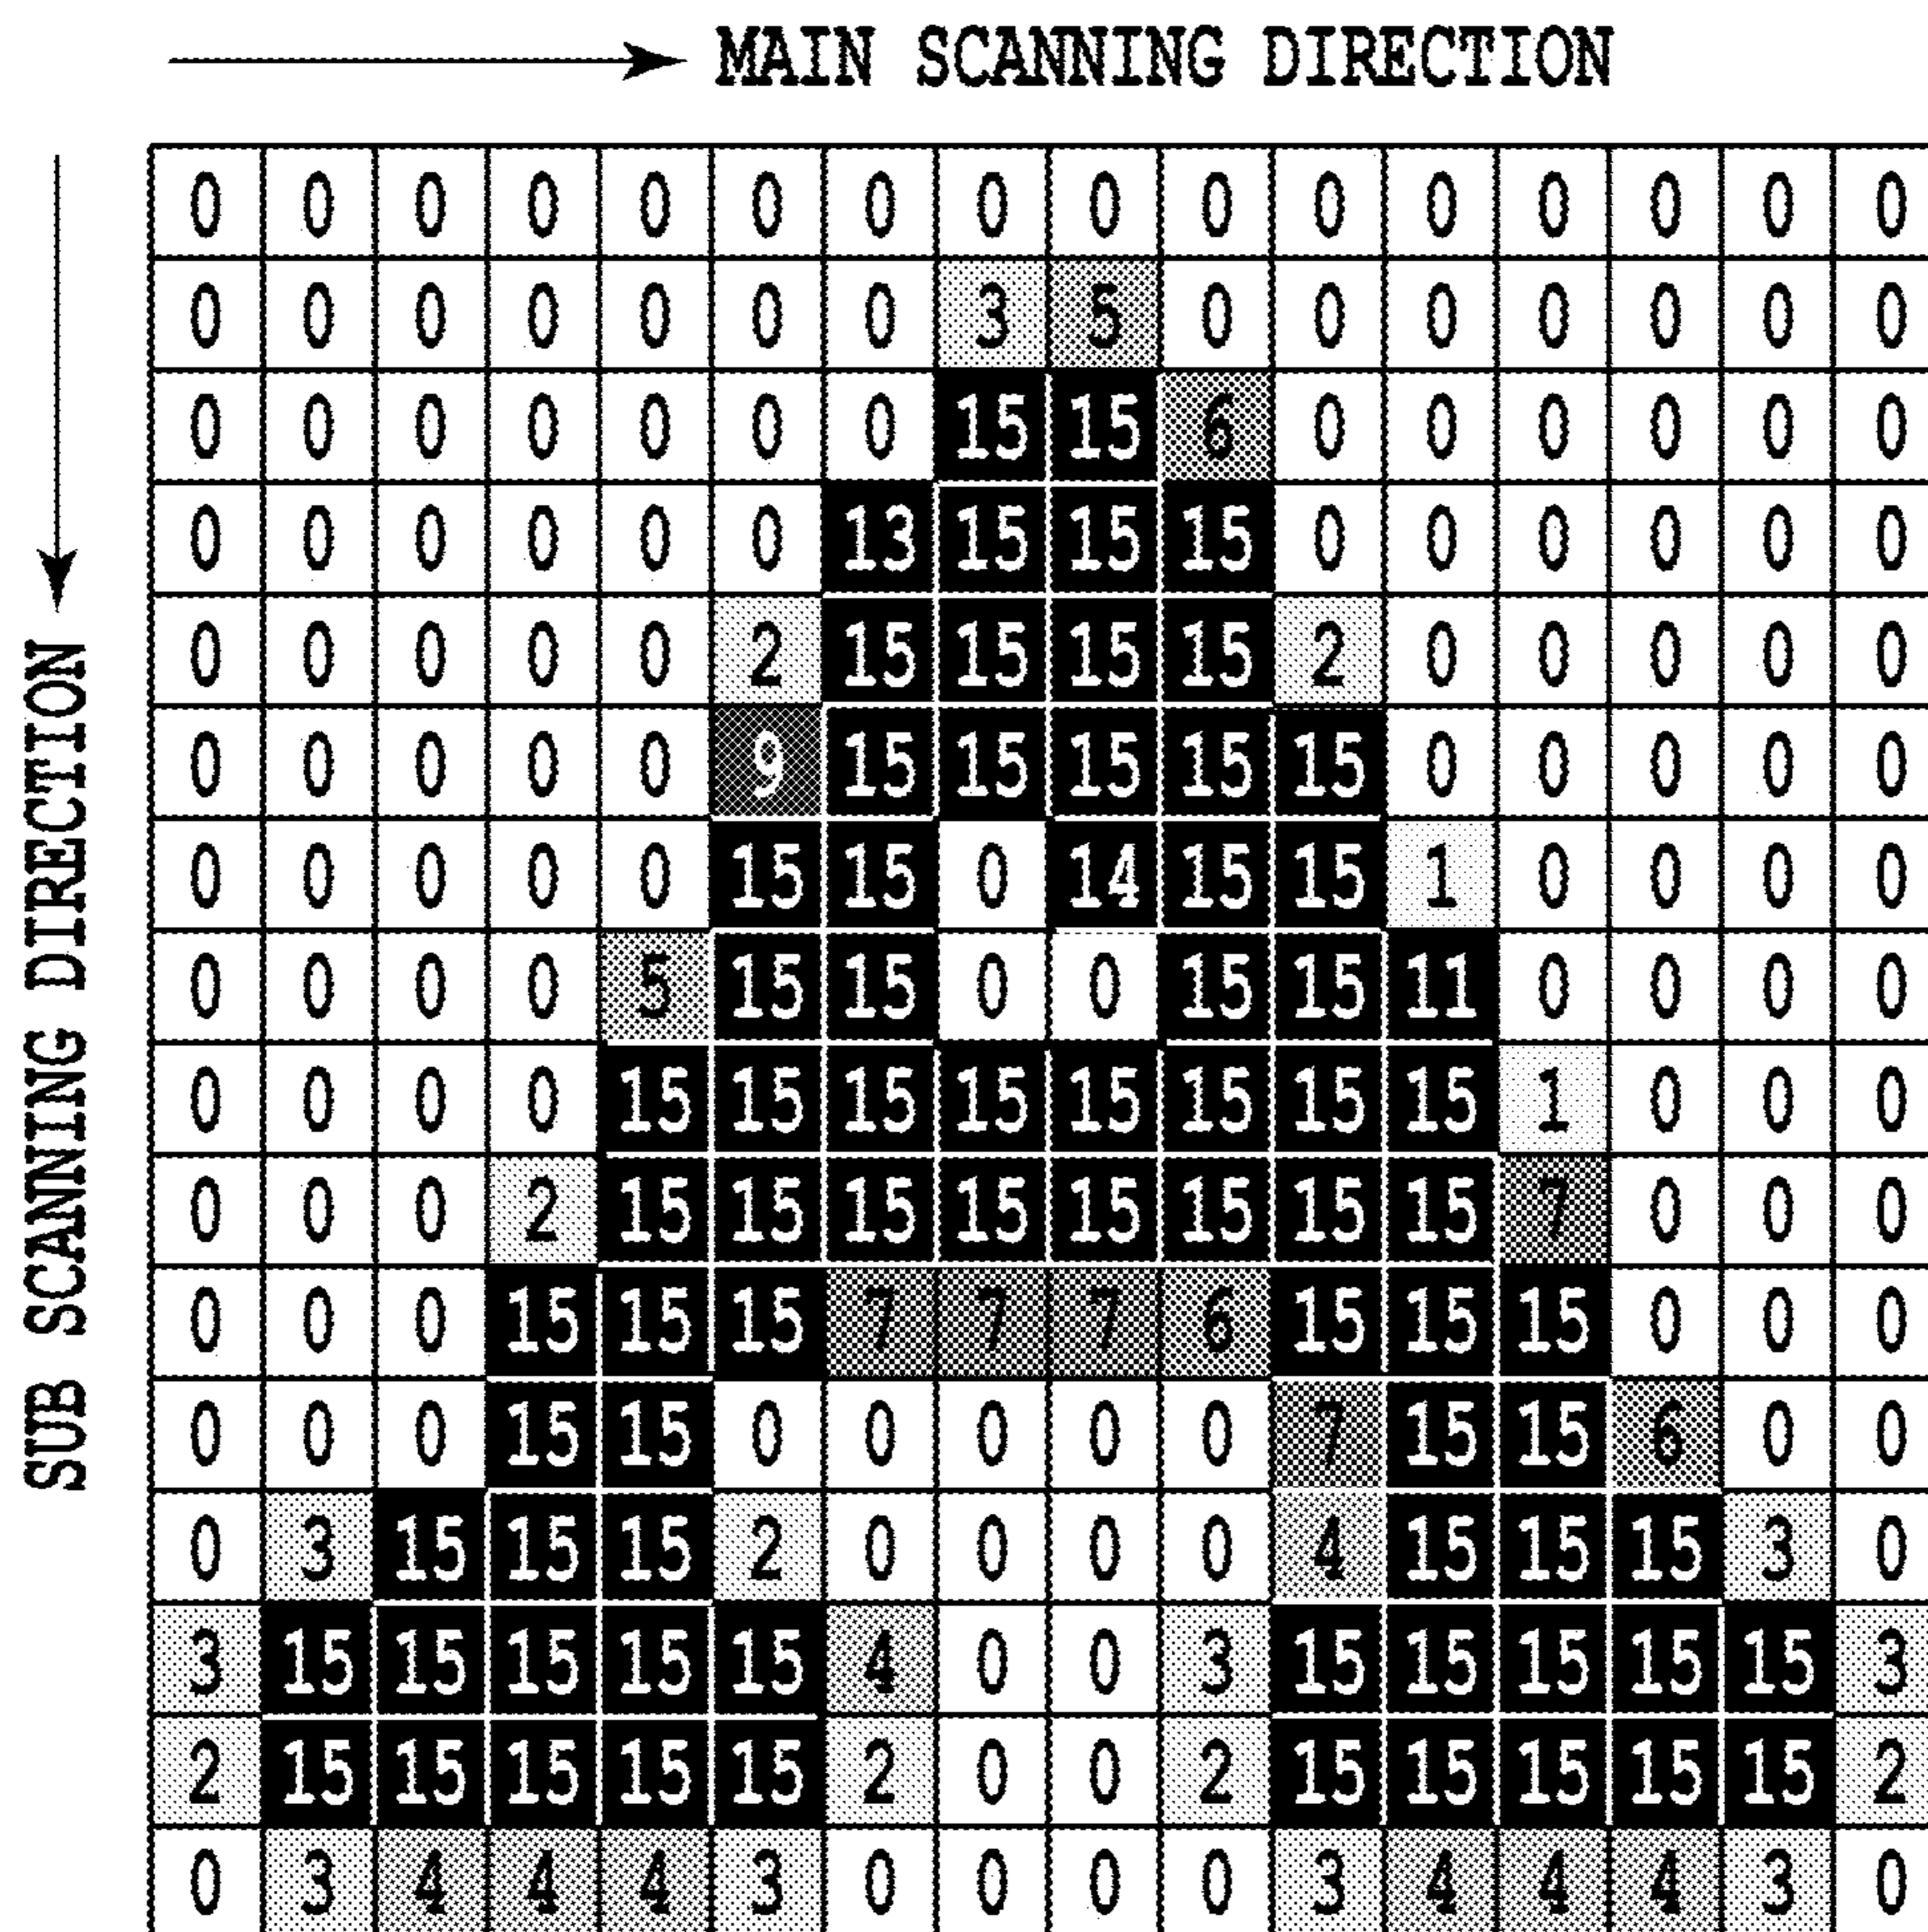 MAIN SCANNING DIRECTION
SUB SCANNING DIRECTION
0 0 0 0 0 0 0 0 0 0 0 0 0 0 0 0
0 0 0 0 0 0 0 3 5 0 0 0 0 0 0 0
0 0 0 0 0 0 0 15 15 6 0 0 0 0 0 0
0 0 0 0 0 0 13 15 15 15 0 0 0 0 0 0
0 0 0 0 0 2 15 15 15 15 2 0 0 0 0 0
0 0 0 0 0 9 15 15 15 15 15 0 0 0 0 0
0 0 0 0 0 15 15 0 14 15 15 1 0 0 0 0
0 0 0 0 5 15 15 0 0 15 15 11 0 0 0 0
0 0 0 0 15 15 15 15 15 15 15 15 1 0 0 0
0 0 0 2 15 15 15 15 15 15 15 15 7 0 0 0
0 0 0 15 15 15 7 7 7 6 15 15 15 0 0 0
0 0 0 15 15 0 0 0 0 0 7 15 15 6 0 0
0 3 15 15 15 2 0 0 0 0 4 15 15 15 3 0
3 15 15 15 15 15 4 0 0 3 15 15 15 15 15 3
2 15 15 15 15 15 2 0 0 2 15 15 15 15 15 2
0 3 4 4 4 3 0 0 0 0 3 4 4 4 3 0